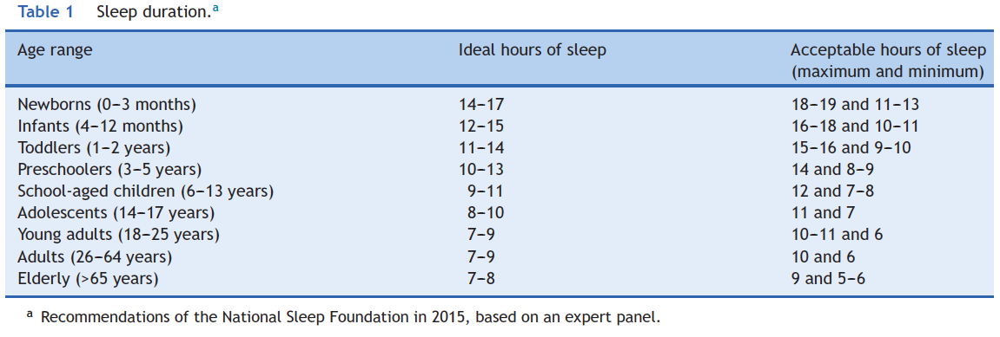 Table 1 Sleep duration.a
Age range Ideal hours of sleep Acceptable hours of sleep
(maximum and minimum)
Newborns (0–3 months) 14–17 18–19 and 11–13
Infants (4–12 months) 12–15 16–18 and 10–11
Toddlers (1–2 years) 11–14 15–16 and 9–10
Preschoolers (3–5 years) 10–13 14 and 8–9
School-aged children (6–13 years) 9–11 12 and 7–8
Adolescents (14–17 years) 8–10 11 and 7
Young adults (18–25 years) 7–9 10–11 and 6
Adults (26–64 years) 7–9 10 and 6
Elderly (>65 years) 7–8 9 and 5–6
a Recommendations of the National Sleep Foundation in 2015, based on an expert panel.